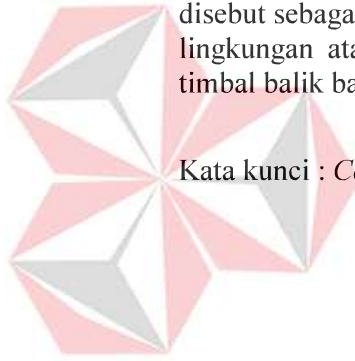 disebut sebaga
lingkungan ata
timbal balik ba
Kata kunci : C